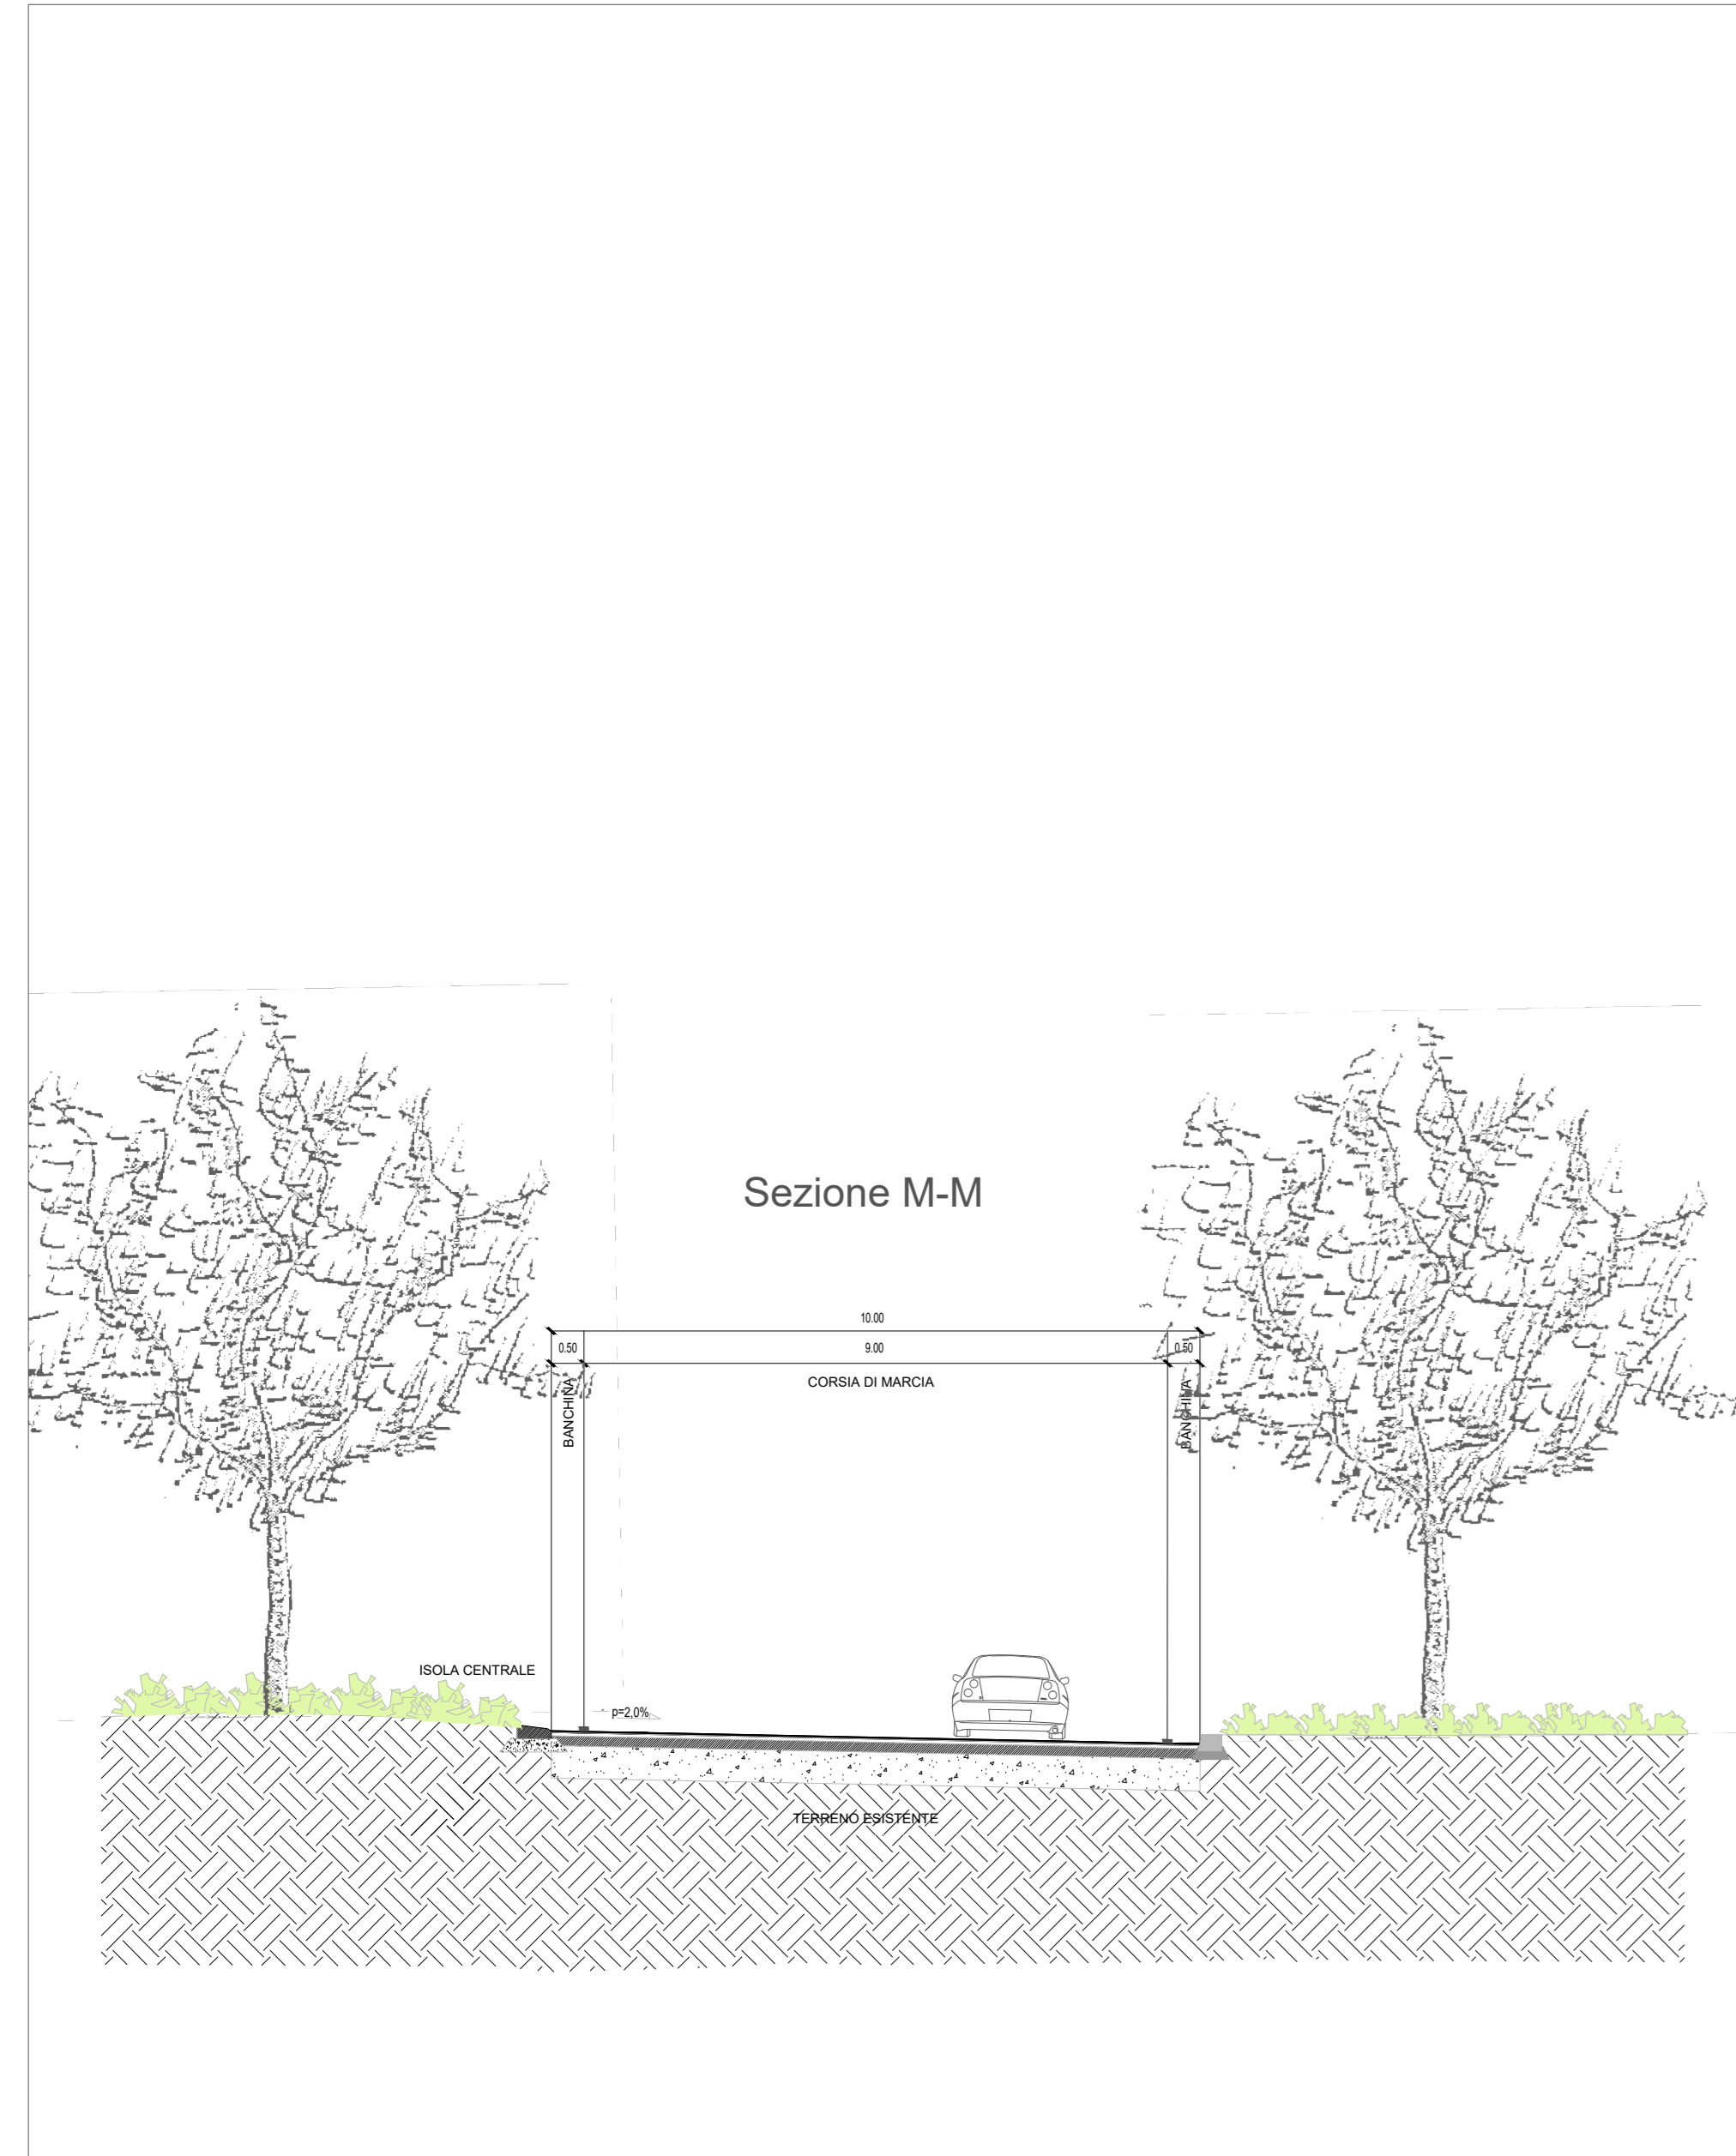 Sezione M-M
10.00
0.50
9.00
0.50
CORSIA DI MARCIA
BANCHINA
BANCHINA
ISOLA CENTRALE
p=2,0%
TERRENO ESISTENTE